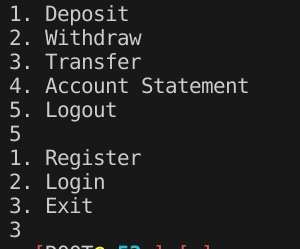 1. Deposit
2. Withdraw
3. Transfer
4. Account Statement
5. Logout
5
1. Register
2. Login
3. Exit
3